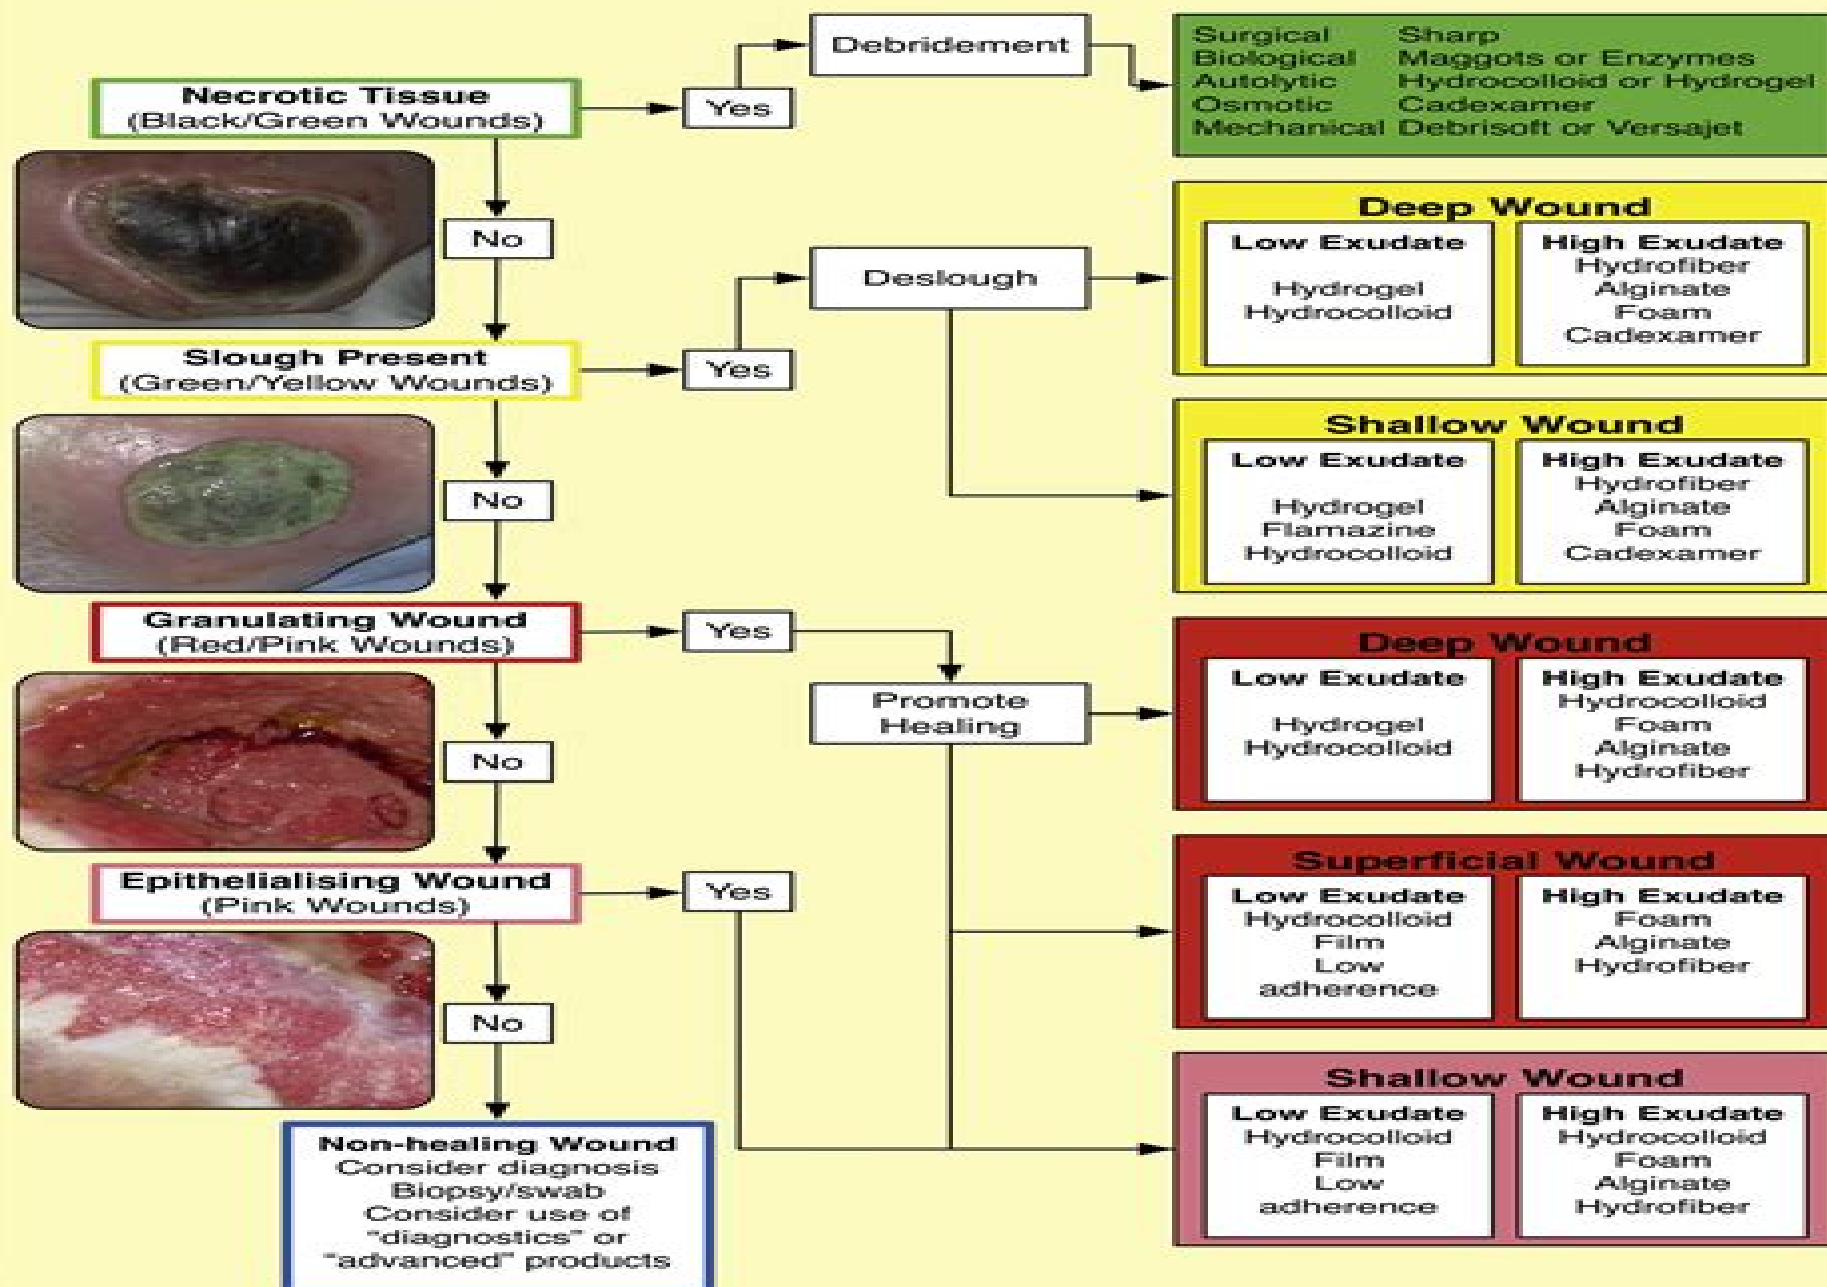 Necrotic Tissue
(Black/Green Wounds)
Yes
Debridement
Surgical Sharp
Biological Maggots or Enzymes
Autolytic Hydrocolloid or Hydrogel
Osmotic Cadexamer
Mechanical Debrisoft or Versajet
No
Slough Present
(Green/Yellow Wounds)
Yes
Deslough
Deep Wound
Low Exudate
Hydrogel
Hydrocolloid
High Exudate
Hydrofiber
Alginate
Foam
Cadexamer
Shallow Wound
Low Exudate
Hydrogel
Flamazine
Hydrocolloid
High Exudate
Hydrofiber
Alginate
Foam
Cadexamer
No
Granulating Wound
(Red/Pink Wounds)
Yes
Promote
Healing
Deep Wound
Low Exudate
Hydrogel
Hydrocolloid
High Exudate
Hydrocolloid
Foam
Alginate
Hydrofiber
Superficial Wound
Low Exudate
Hydrocolloid
Film
Low
adherence
High Exudate
Foam
Alginate
Hydrofiber
No
Epithelialising Wound
(Pink Wounds)
Yes
Shallow Wound
Low Exudate
Hydrocolloid
Film
Low
adherence
High Exudate
Hydrocolloid
Foam
Alginate
Hydrofiber
No
Non-healing Wound
Consider diagnosis
Biopsy/swab
Consider use of
"diagnostics" or
"advanced" products